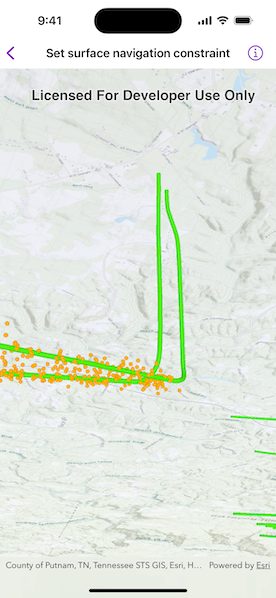 9:41
Set surface navigation constraint
Licensed For Developer Use Only
County of Putnam, TN, Tennessee STS GIS, Esri, H... Powered by Esri